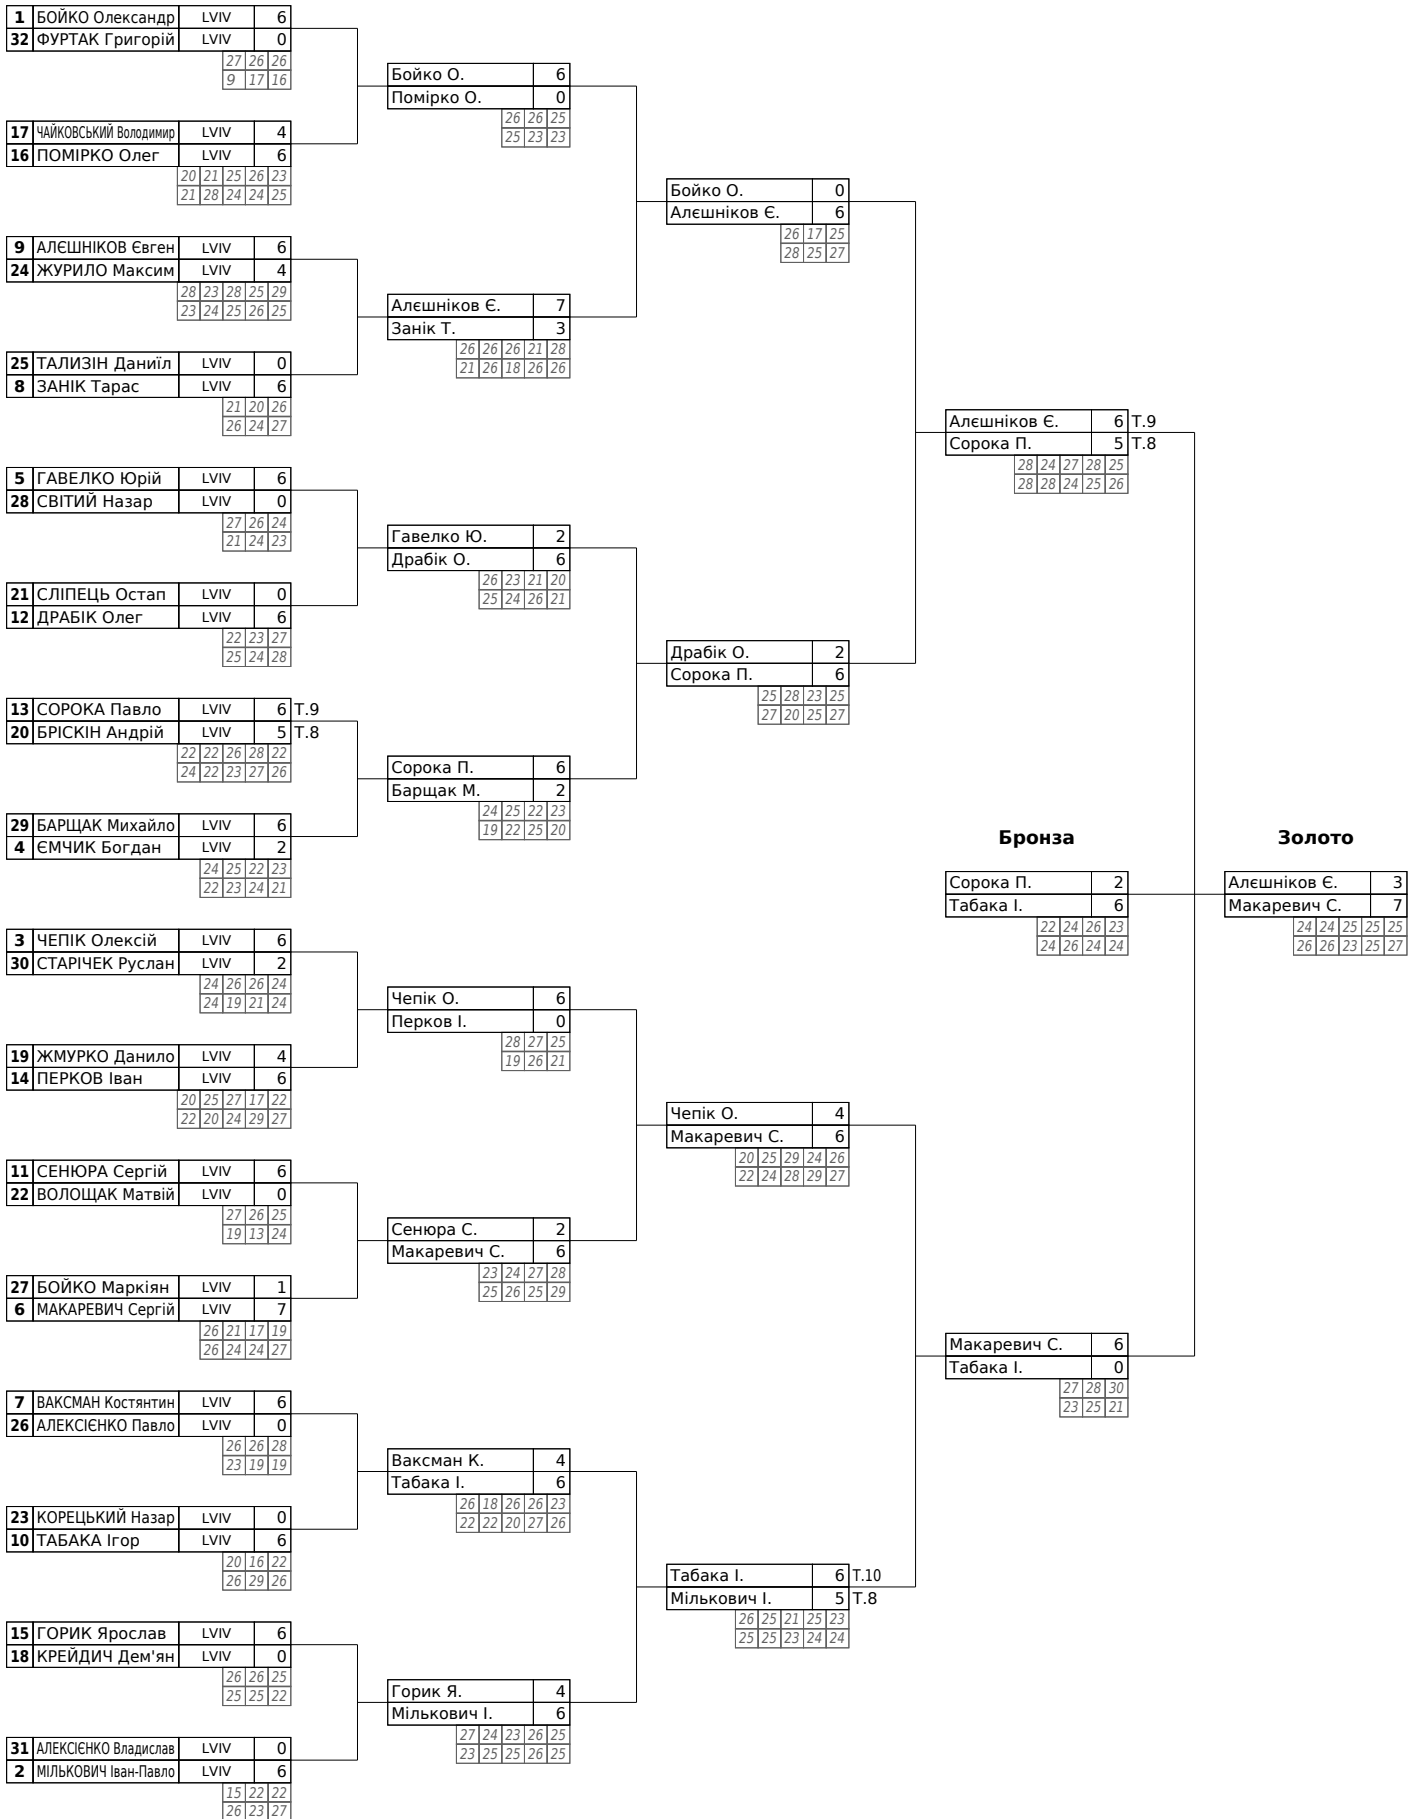 1 БОЙКО Олександр LVIV 6
32 ФУРТАК Григорій LVIV 0
27 26 26
9 17 16
Бойко О. 6
Помірко О. 0
26 26 25
25 23 23
17 ЧАЙКОВСЬКИЙ Володимир LVIV 4
16 ПОМІРКО Олег LVIV 6
20 21 25 26 23
21 28 24 24 25
Бойко О. 0
Алєшніков Є. 6
26 17 25
28 25 27
9 АЛЄШНІКОВ Євген LVIV 6
24 ЖУРИЛО Максим LVIV 4
28 23 28 25 29
23 24 25 26 25
Алєшніков Є. 7
Занік Т. 3
26 26 26 21 28
21 26 18 26 26
25 ТАЛИЗІН Даниїл LVIV 0
8 ЗАНІК Тарас LVIV 6
21 20 26
26 24 27
Алєшніков Є. 6 T.9
Сорока П. 5 T.8
28 24 27 28 25
28 28 24 25 26
5 ГАВЕЛКО Юрій LVIV 6
28 СВІТИЙ Назар LVIV 0
27 26 24
21 24 23
Гавелко Ю. 2
Драбік О. 6
26 23 21 20
25 24 26 21
21 СЛІПЕЦЬ Остап LVIV 0
12 ДРАБІК Олег LVIV 6
22 23 27
25 24 28
Драбік О. 2
Сорока П. 6
25 28 23 25
27 20 25 27
13 СОРОКА Павло LVIV 6 T.9
20 БРІСКІН Андрій LVIV 5 T.8
22 22 26 28 22
24 22 23 27 26
Сорока П. 6
Барщак М. 2
24 25 22 23
19 22 25 20
29 БАРЩАК Михайло LVIV 6
4 ЄМЧИК Богдан LVIV 2
24 25 22 23
22 23 24 21
Бронза Золото
Сорока П. 2
Табака І. 6
22 24 26 23
24 26 24 24
Алєшніков Є. 3
Макаревич С. 7
24 24 25 25 25
26 26 23 25 27
3 ЧЕПІК Олексій LVIV 6
30 СТАРІЧЕК Руслан LVIV 2
24 26 26 24
24 19 21 24
Чепік О. 6
Перков І. 0
28 27 25
19 26 21
19 ЖМУРКО Данило LVIV 4
14 ПЕРКОВ Іван LVIV 6
20 25 27 17 22
22 20 24 29 27
Чепік О. 4
Макаревич С. 6
20 25 29 24 26
22 24 28 29 27
11 СЕНЮРА Сергій LVIV 6
22 ВОЛОЩАК Матвій LVIV 0
27 26 25
19 13 24
Сенюра С. 2
Макаревич С. 6
23 24 27 28
25 26 25 29
27 БОЙКО Маркіян LVIV 1
6 МАКАРЕВИЧ Сергій LVIV 7
26 21 17 19
26 24 24 27
Макаревич С. 6
Табака І. 0
27 28 30
23 25 21
7 ВАКСМАН Костянтин LVIV 6
26 АЛЕКСІЄНКО Павло LVIV 0
26 26 28
23 19 19
Ваксман К. 4
Табака І. 6
26 18 26 26 23
22 22 20 27 26
23 КОРЕЦЬКИЙ Назар LVIV 0
10 ТАБАКА Ігор LVIV 6
20 16 22
26 29 26
Табака І. 6 T.10
Мількович І. 5 T.8
26 25 21 25 23
25 25 23 24 24
15 ГОРИК Ярослав LVIV 6
18 КРЕЙДИЧ Дем'ян LVIV 0
26 26 25
25 25 22
Горик Я. 4
Мількович І. 6
27 24 23 26 25
23 25 25 26 25
31 АЛЕКСІЄНКО Владислав LVIV 0
2 МІЛЬКОВИЧ Іван-Павло LVIV 6
15 22 22
26 23 27